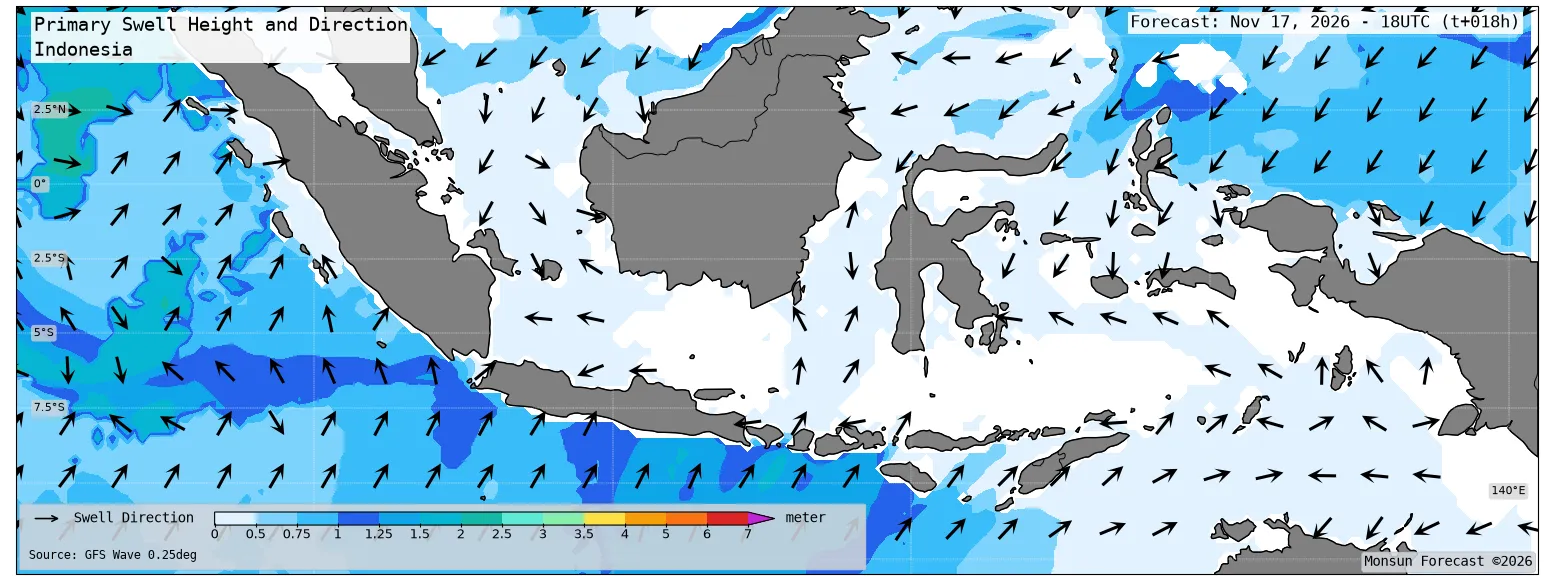 Primary Swell Height and Direction
Indonesia
Forecast: Nov 17, 2026 - 18UTC (t+018h)
2.5°N
0°
2.5°S
5°S
7.5°S
140°E
Swell Direction
0 0.5 0.75 1 1.25 1.5 2 2.5 3 3.5 4 5 6 7 meter
Source: GFS Wave 0.25deg
Monsun Forecast ©2026